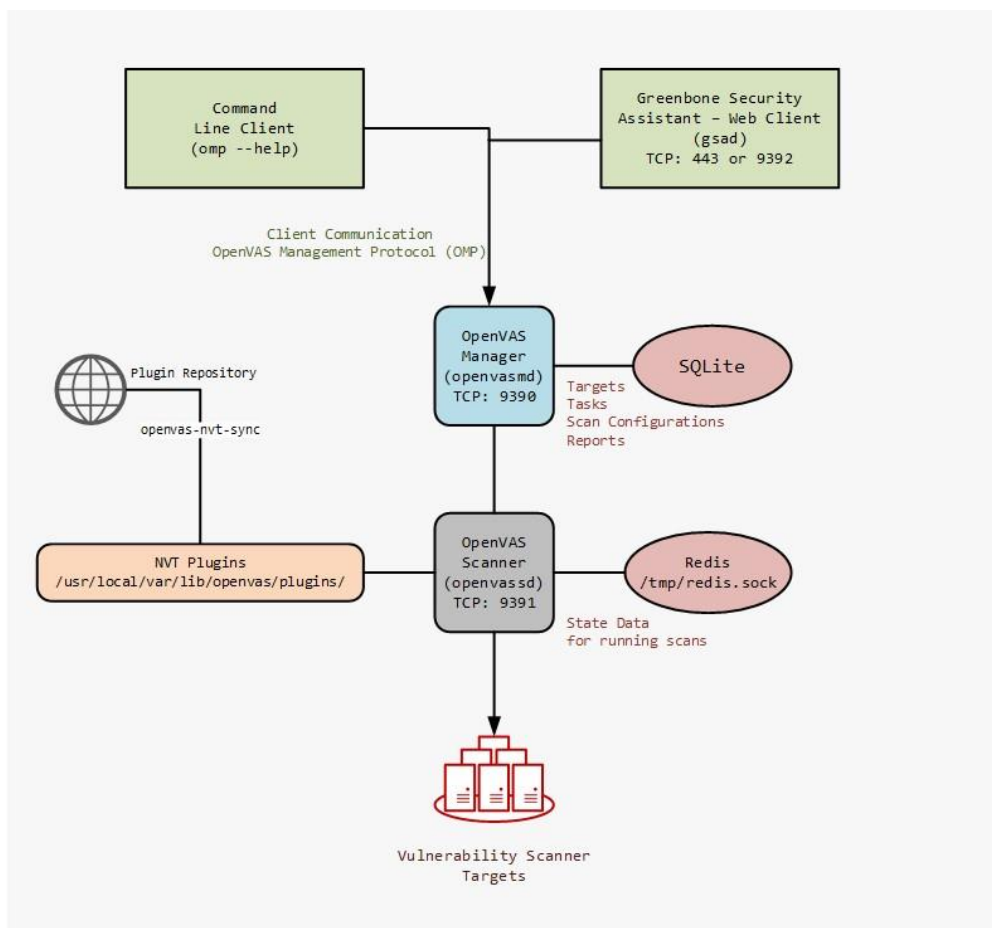 Command
Line Client
(omp --help)
Greenbone Security
Assistant – Web Client
(gsad)
TCP: 443 or 9392
Client Communication
OpenVAS Management Protocol (OMP)
OpenVAS
Manager
(openvasmd)
TCP: 9390
SQLite
Targets
Tasks
Scan Configurations
Reports
Plugin Repository
openvas-nvt-sync
NVT Plugins
/usr/local/var/lib/openvas/plugins/
OpenVAS
Scanner
(openvassd)
TCP: 9391
Redis
/tmp/redis.sock
State Data
for running scans
Vulnerability Scanner
Targets